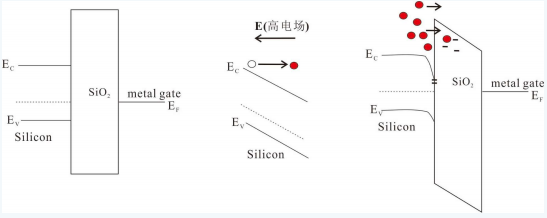 E_C
SiO₂
metal gate
E_F
E_V
Silicon
E(高电场)
E_C
E_V
Silicon
E_C
SiO₂
metal gate
E_F
E_V
Silicon